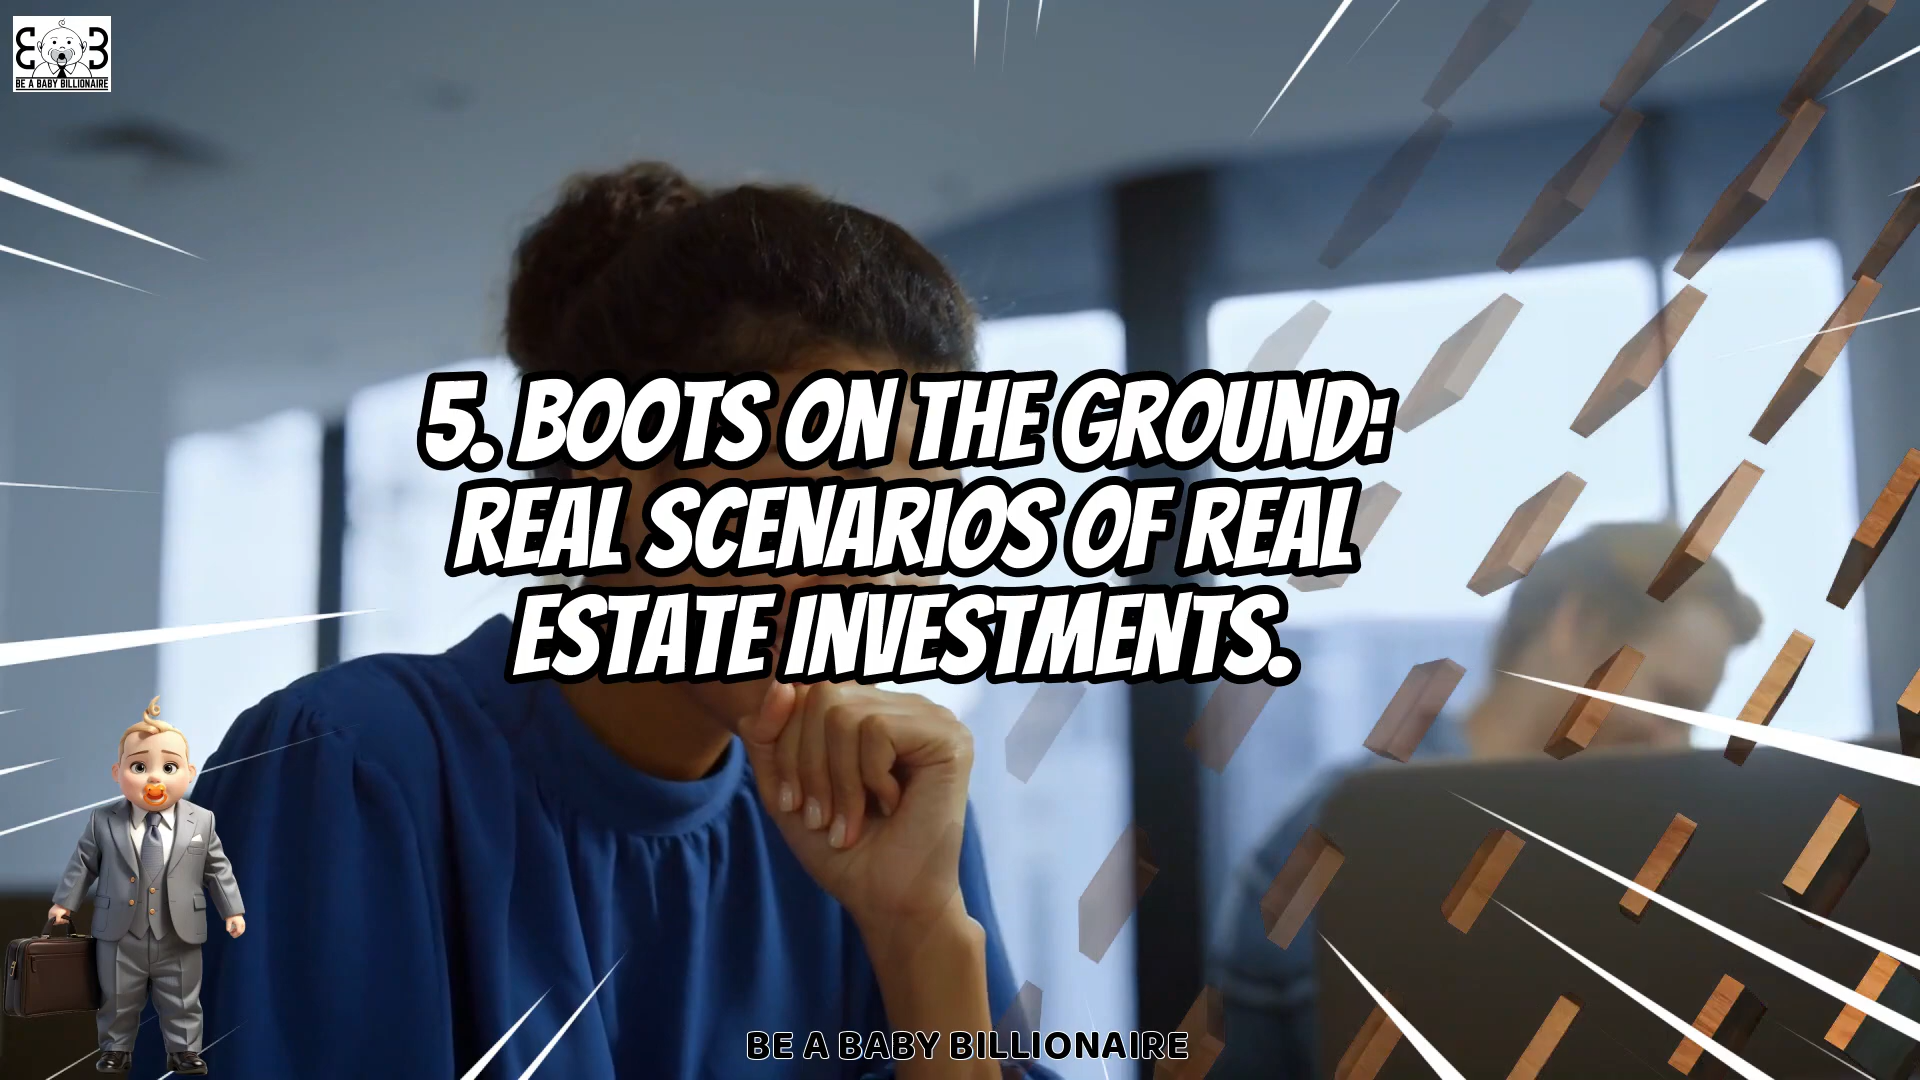 BE A BABY BILLIONAIRE
5. BOOTS ON THE GROUND:
REAL SCENARIOS OF REAL
ESTATE INVESTMENTS.
BE A BABY BILLIONAIRE